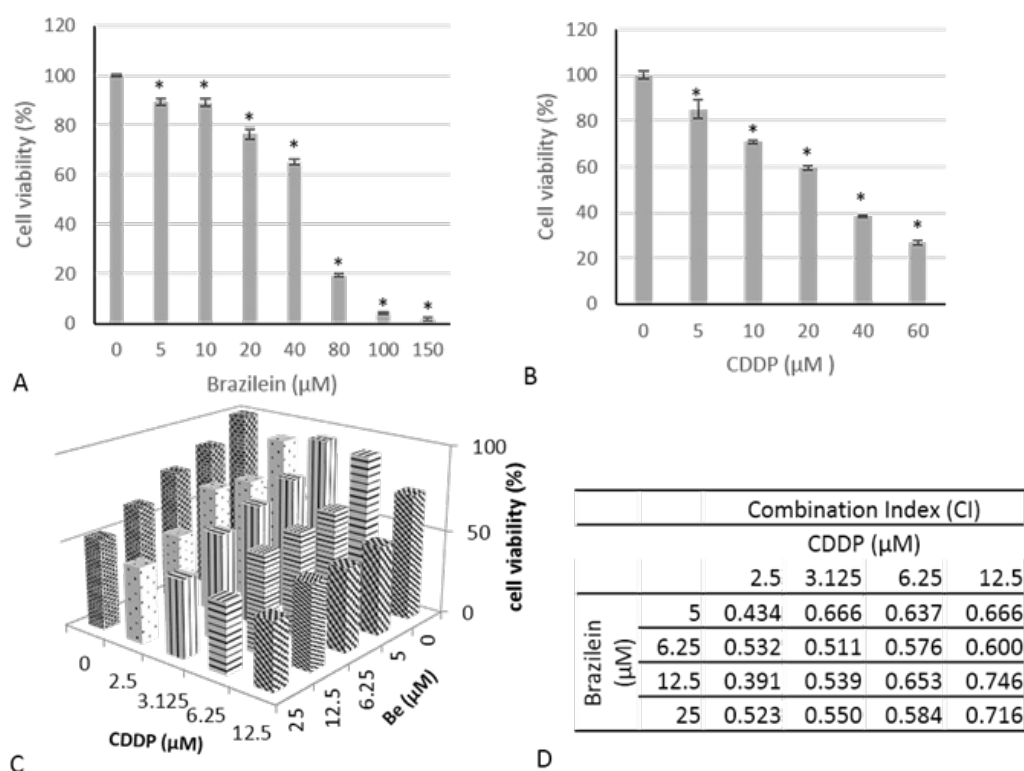 120
100
80
60
40
20
0
Cell viability (%)
* * * * * * *
0 5 10 20 40 80 100 150
Brazilein (µM)
A
120
100
80
60
40
20
0
Cell viability (%)
* * * * *
0 5 10 20 40 60
CDDP (µM )
B
100
50
0
cell viability (%)
0
2.5
3.125
6.25
12.5
CDDP (µM)
2.5
12.5
6.25
5
0
Be (µM)
C
Combination Index (CI)
CDDP (µM)
2.5 3.125 6.25 12.5
Brazilein (µM)
5 0.434 0.666 0.637 0.666
6.25 0.532 0.511 0.576 0.600
12.5 0.391 0.539 0.653 0.746
25 0.523 0.550 0.584 0.716
D